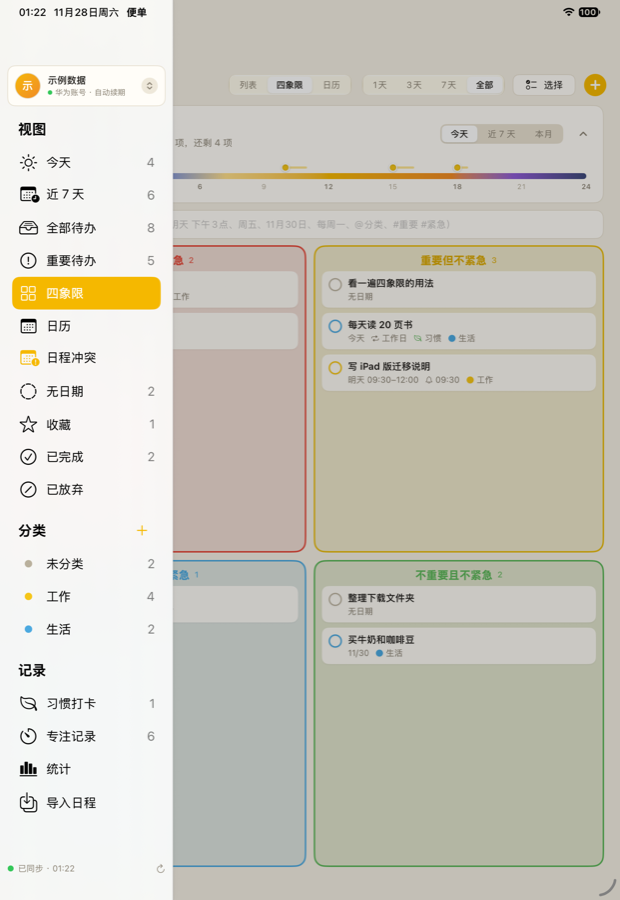 01:22 11月28日周六 便单
100
示
示例数据
华为账号 · 自动续期
视图
今天 4
近 7 天 6
全部待办 8
重要待办 5
四象限
日历
日程冲突
无日期 2
收藏 1
已完成 2
已放弃
分类
未分类 2
工作 4
生活 2
记录
习惯打卡 1
专注记录 6
统计
导入日程
已同步 · 01:22
列表 四象限 日历 1天 3天 7天 全部 选择
项，还剩 4 项
今天 近 7 天 本月
6 9 12 15 18 21 24
天 下午3点、周五、11月30日、每周一、@分类、#重要 #紧急）
急 2
工作
重要但不紧急 3
看一遍四象限的用法
无日期
每天读 20 页书
今天 工作日 习惯 生活
写 iPad 版迁移说明
明天 09:30–12:00 09:30 工作
紧急 1
不重要且不紧急 2
整理下载文件夹
无日期
买牛奶和咖啡豆
11/30 生活